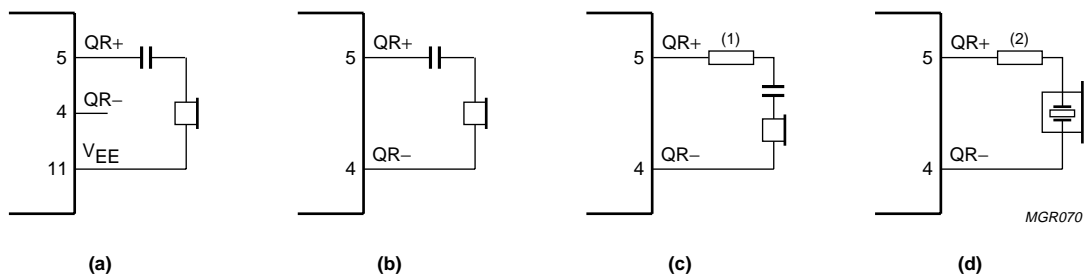 5 QR+
4 QR−
11 VEE
(a)
5 QR+
4 QR−
(b)
5 QR+ (1)
4 QR−
(c)
5 QR+ (2)
4 QR−
MGR070
(d)